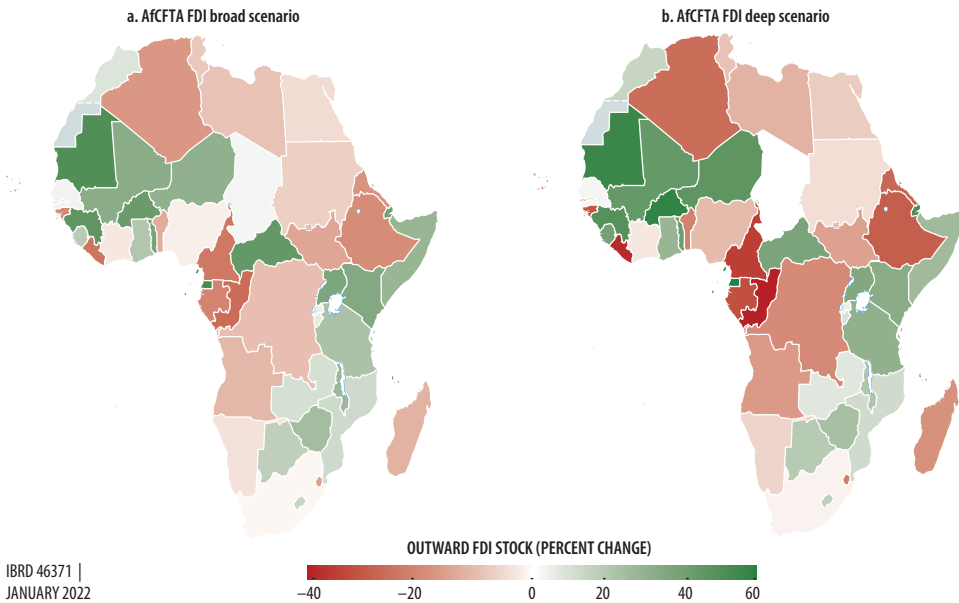 a. AfCFTA FDI broad scenario
b. AfCFTA FDI deep scenario
OUTWARD FDI STOCK (PERCENT CHANGE)
−40 −20 0 20 40 60
IBRD 46371 |
JANUARY 2022